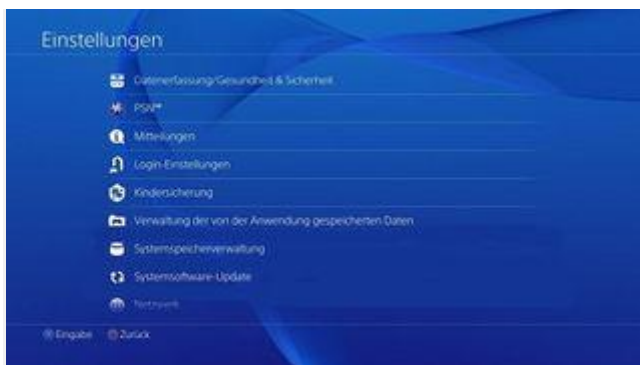 Einstellungen
Datenerfassung/Gesundheit & Sicherheit
PSN™
Mitteilungen
Login-Einstellungen
Kindersicherung
Verwaltung der von der Anwendung gespeicherten Daten
Systemspeicherverwaltung
Systemsoftware-Update
Netzwerk
Eingabe Zurück